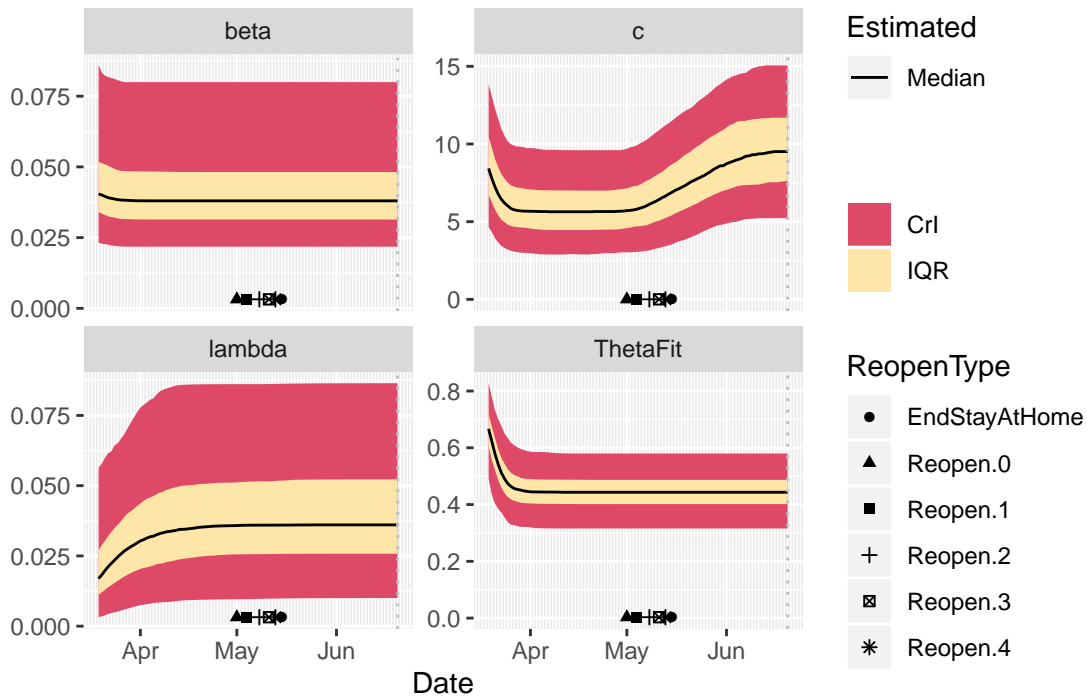 beta
c
0.075
0.050
0.025
0.000
15
10
5
0
lambda
ThetaFit
0.075
0.050
0.025
0.000
0.8
0.6
0.4
0.2
0.0
Apr
May
Jun
Apr
May
Jun
Date
Estimated
Median
CrI
IQR
ReopenType
EndStayAtHome
Reopen.0
Reopen.1
Reopen.2
Reopen.3
Reopen.4